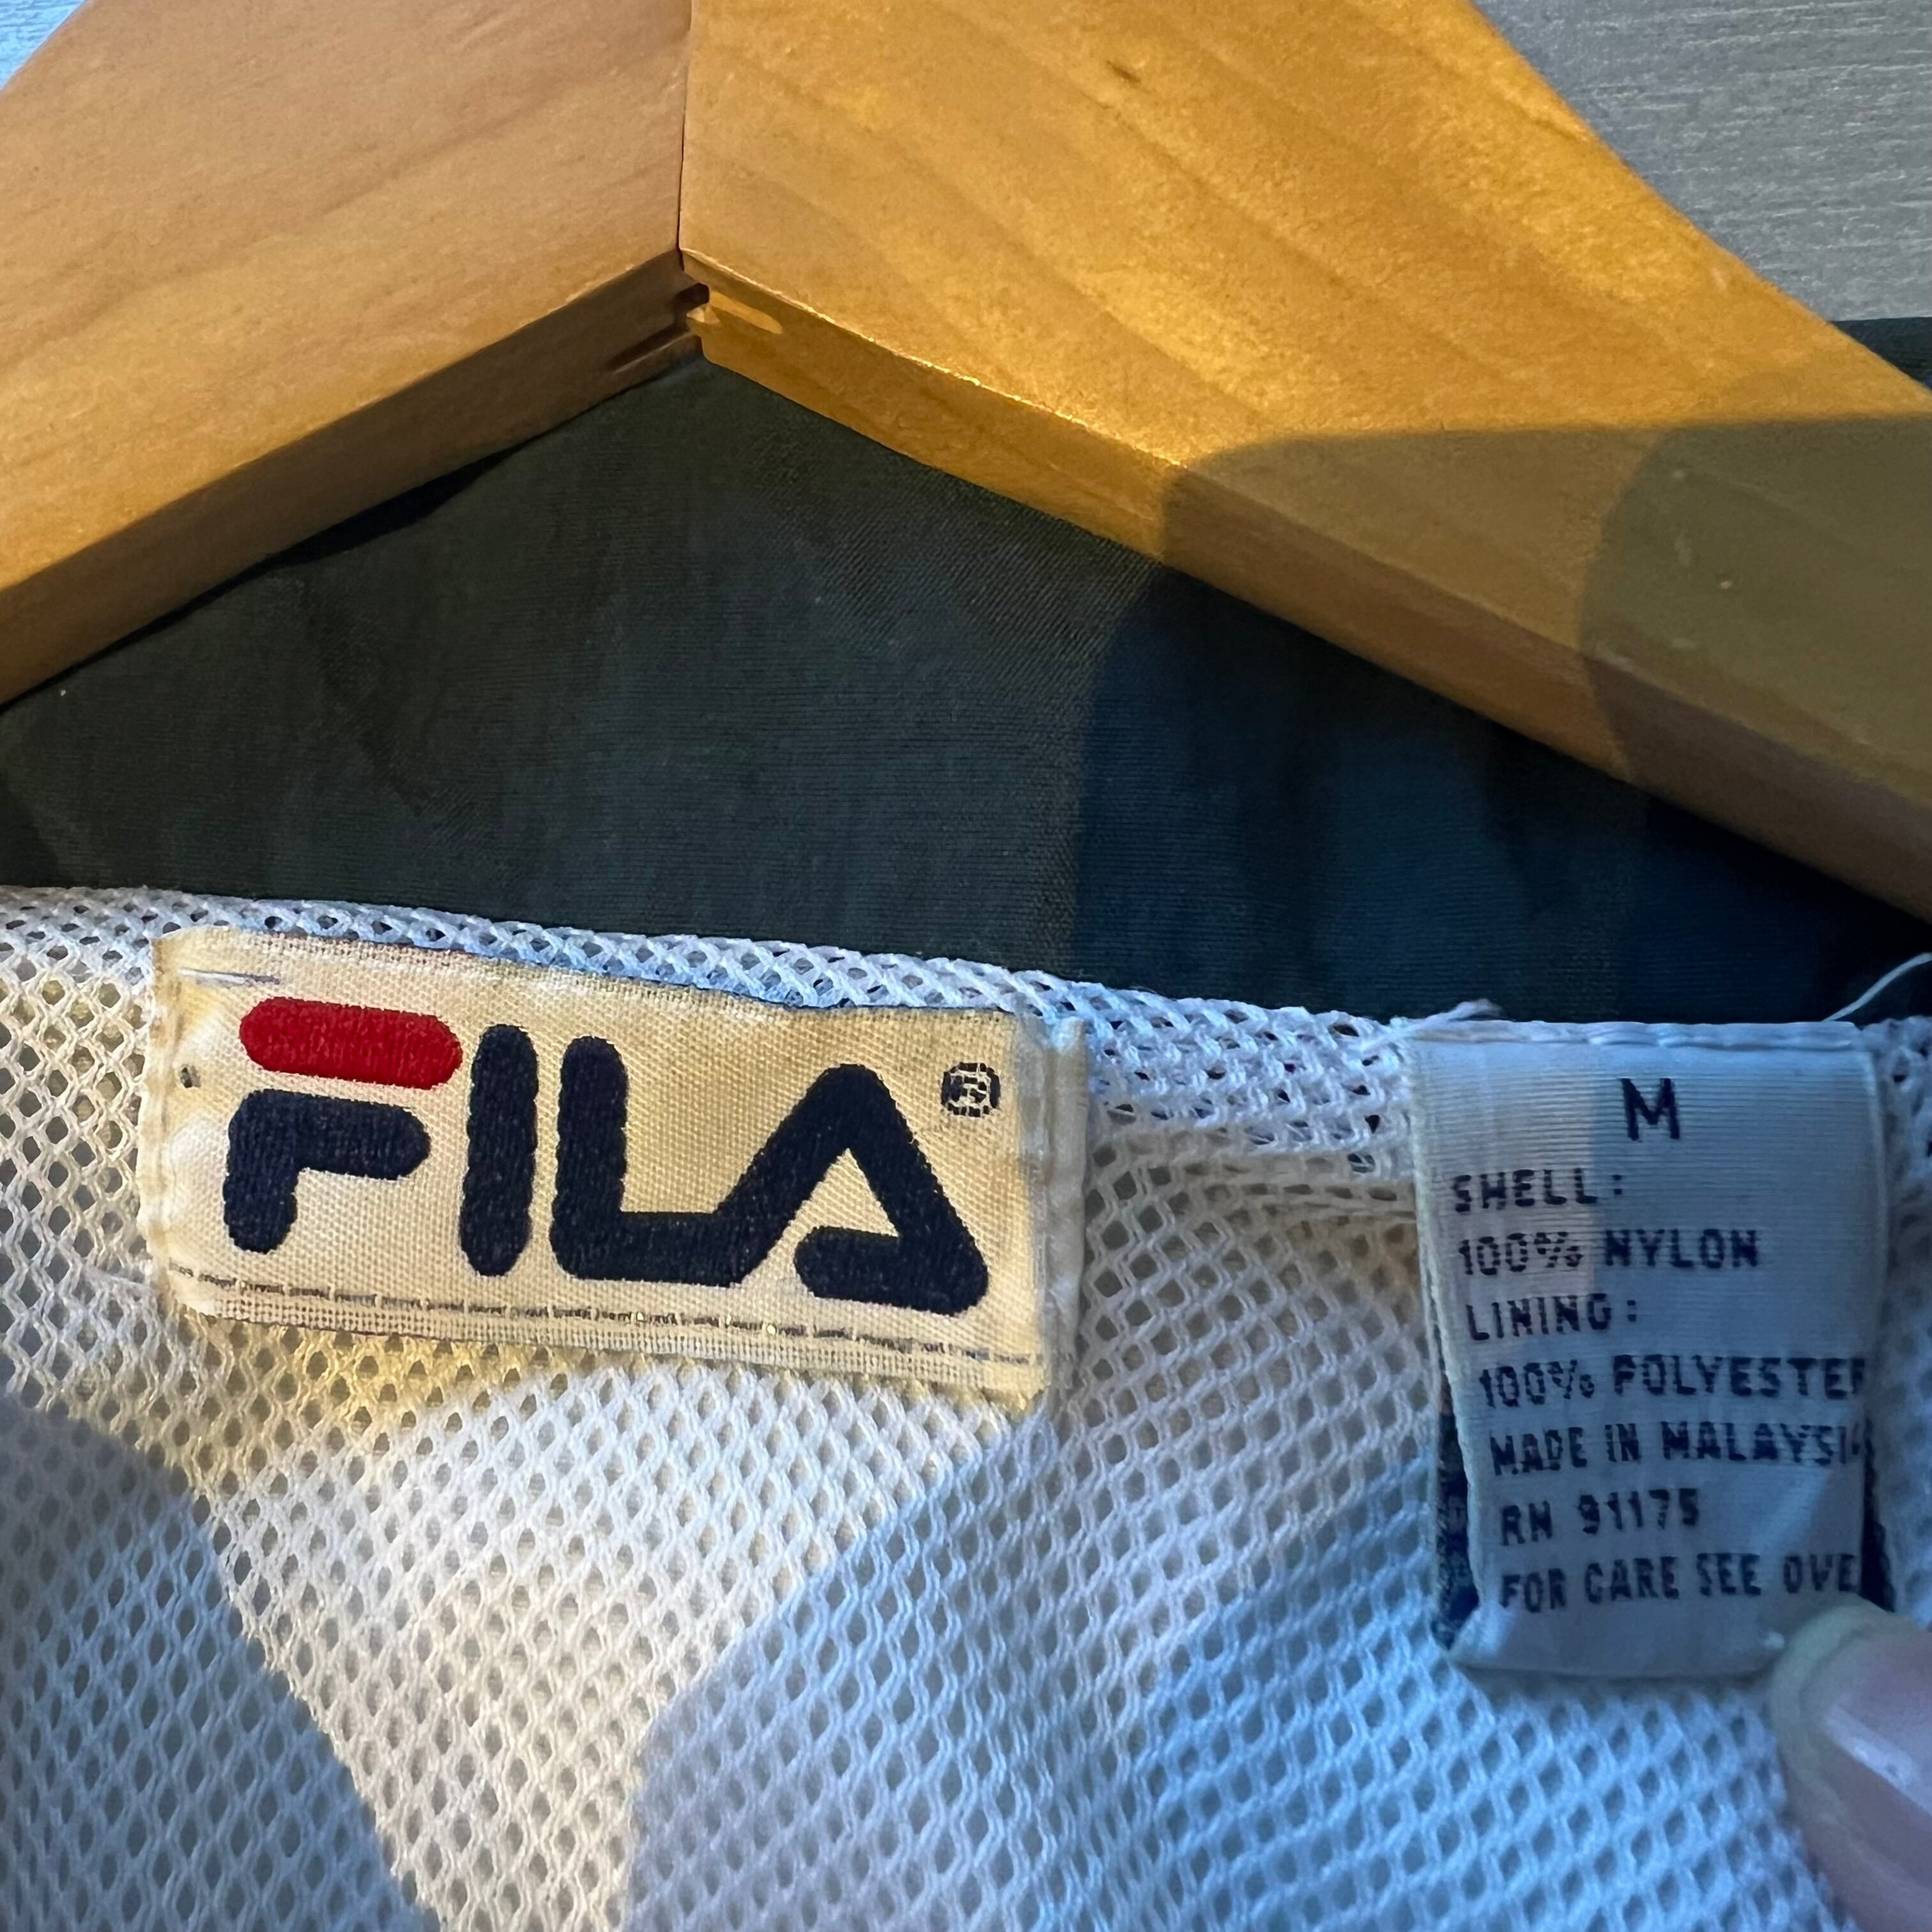 FILA®
M
SHELL:
100% NYLON
LINING:
100% POLYESTER
MADE IN MALAYSIA
RN 91175
FOR CARE SEE OVE